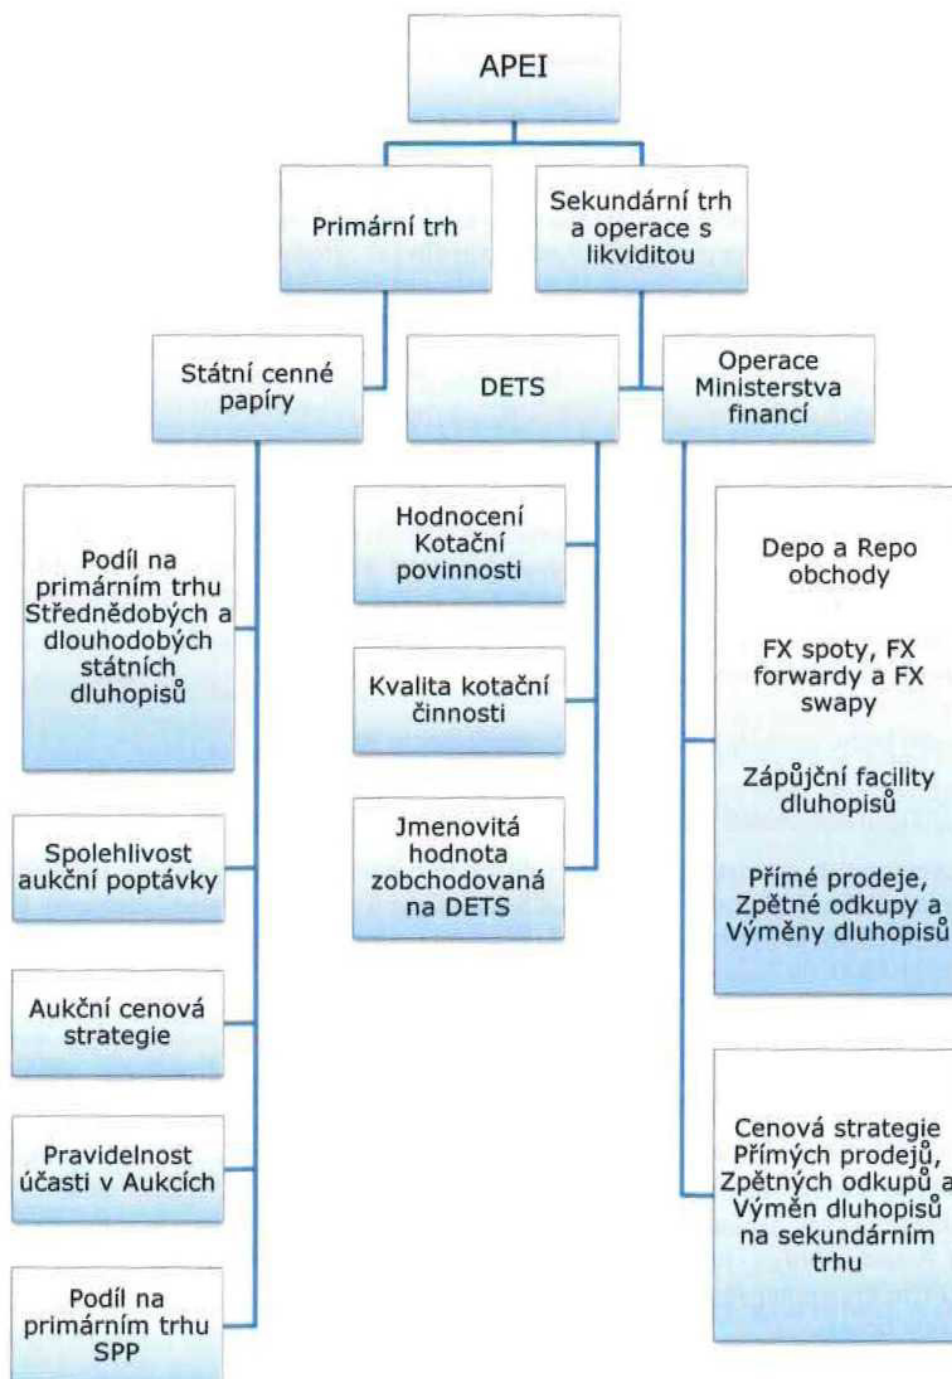 APEI
Primární trh
Sekundární trh
a operace s
likviditou
Státní cenné
papíry
DETS
Operace
Ministerstva
financí
Podíl na
primárním trhu
Střednědobých a
dlouhodobých
státních
dluhopisů
Spolehlivost
aukční poptávky
Aukční cenová
strategie
Pravidelnost
účasti v Aukcích
Podíl na
primárním trhu
SPP
Hodnocení
Kotační
povinnosti
Kvalita kotační
činnosti
Jmenovitá
hodnota
zobchodovaná
na DETS
Depo a Repo
obchody
FX spoty, FX
forwardy a FX
swapy
Zápůjční facility
dluhopisů
Přímé prodeje,
Zpětné odkupy a
Výměny dluhopisů
Cenová strategie
Přímých prodejů,
Zpětných odkupů a
Výměn dluhopisů
na sekundárním
trhu